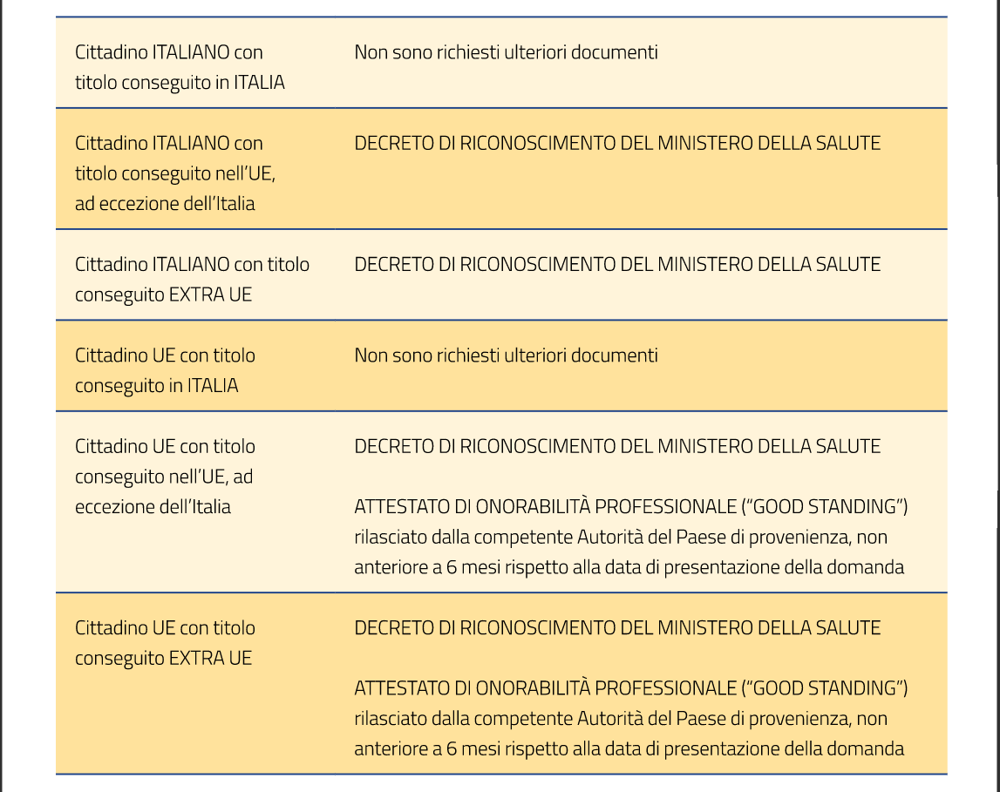 Cittadino ITALIANO con
titolo conseguito in ITALIA
Non sono richiesti ulteriori documenti
Cittadino ITALIANO con
titolo conseguito nell’UE,
ad eccezione dell’Italia
DECRETO DI RICONOSCIMENTO DEL MINISTERO DELLA SALUTE
Cittadino ITALIANO con titolo
conseguito EXTRA UE
DECRETO DI RICONOSCIMENTO DEL MINISTERO DELLA SALUTE
Cittadino UE con titolo
conseguito in ITALIA
Non sono richiesti ulteriori documenti
Cittadino UE con titolo
conseguito nell’UE, ad
eccezione dell’Italia
DECRETO DI RICONOSCIMENTO DEL MINISTERO DELLA SALUTE
ATTESTATO DI ONORABILITÀ PROFESSIONALE (“GOOD STANDING”)
rilasciato dalla competente Autorità del Paese di provenienza, non
anteriore a 6 mesi rispetto alla data di presentazione della domanda
Cittadino UE con titolo
conseguito EXTRA UE
DECRETO DI RICONOSCIMENTO DEL MINISTERO DELLA SALUTE
ATTESTATO DI ONORABILITÀ PROFESSIONALE (“GOOD STANDING”)
rilasciato dalla competente Autorità del Paese di provenienza, non
anteriore a 6 mesi rispetto alla data di presentazione della domanda